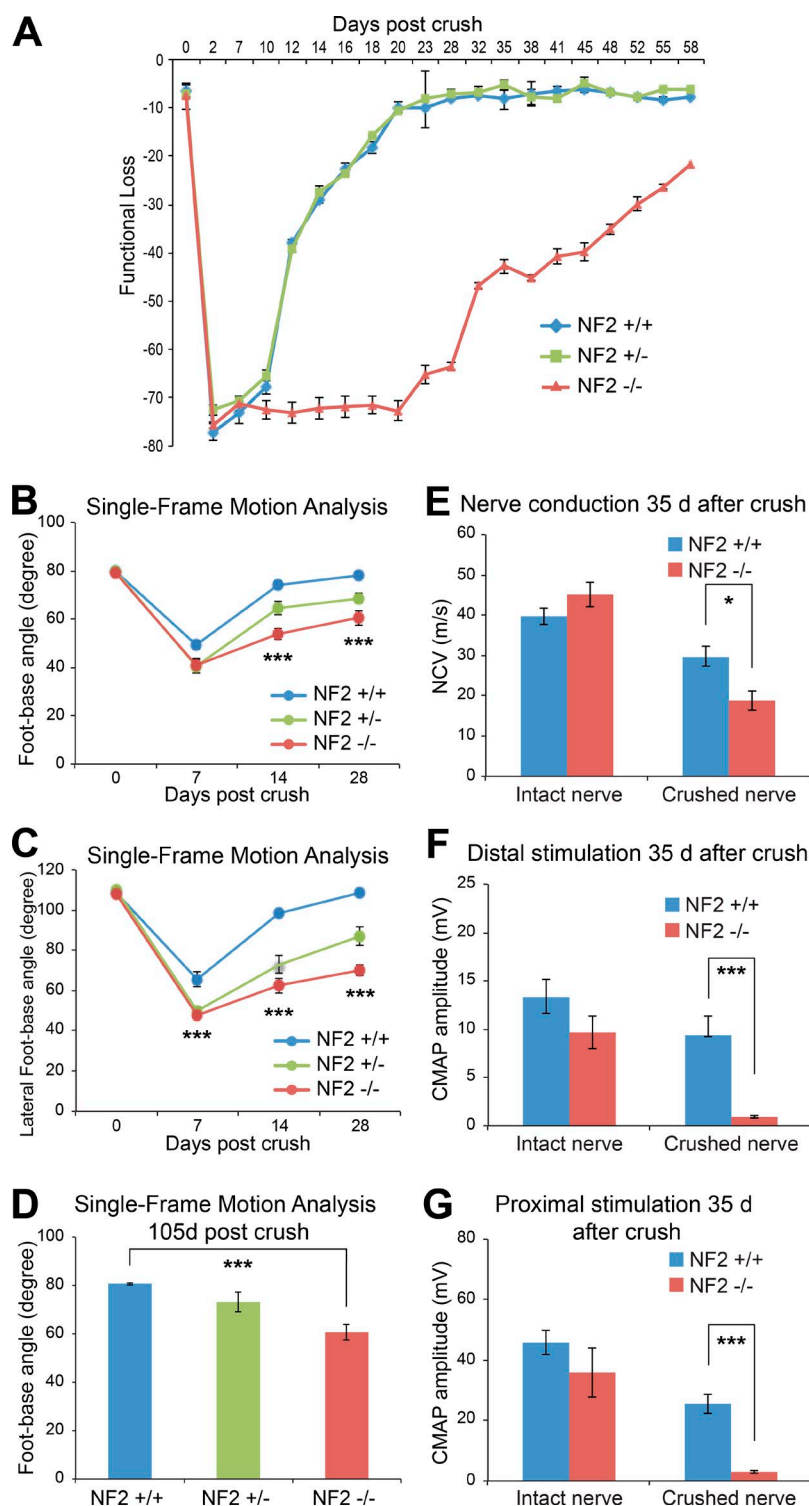 A
Days post crush
0 2 7 10 12 14 16 18 20 23 28 32 35 38 41 45 48 52 55 58
0
-10
-20
-30
-40
-50
-60
-70
-80
Functional Loss
NF2 +/+
NF2 +/-
NF2 -/-
B
Single-Frame Motion Analysis
Foot-base angle (degree)
100
80
60
40
20
0
*** ***
NF2 +/+
NF2 +/-
NF2 -/-
0 7 14 28
Days post crush
C
Single-Frame Motion Analysis
Lateral Foot-base angle (degree)
120
100
80
60
40
20
0
*** *** ***
NF2 +/+
NF2 +/-
NF2 -/-
0 7 14 28
Days post crush
D
Single-Frame Motion Analysis
105d post crush
Foot-base angle (degree)
100
80
60
40
20
0
***
NF2 +/+ NF2 +/- NF2 -/-
E
Nerve conduction 35 d after crush
NCV (m/s)
60
50
40
30
20
10
0
NF2 +/+
NF2 -/-
*
Intact nerve Crushed nerve
F
Distal stimulation 35 d after crush
CMAP amplitude (mV)
25
20
15
10
5
0
NF2 +/+
NF2 -/-
***
Intact nerve Crushed nerve
G
Proximal stimulation 35 d
after crush
CMAP amplitude (mV)
60
40
20
0
NF2 +/+
NF2 -/-
***
Intact nerve Crushed nerve